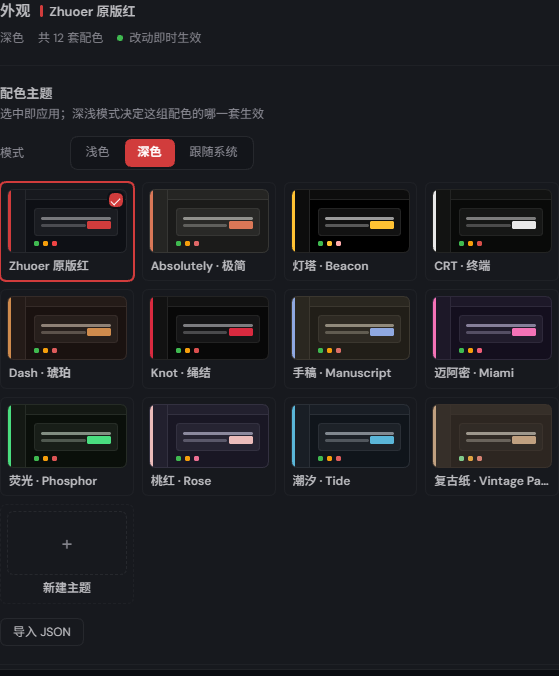 外观 Zhuoer 原版红
深色 共 12 套配色 改动即时生效
配色主题
选中即应用；深浅模式决定这组配色的哪一套生效
模式 浅色 深色 跟随系统
Zhuoer 原版红 Absolutely · 极简 灯塔 · Beacon CRT · 终端
Dash · 琥珀 Knot · 绳结 手稿 · Manuscript 迈阿密 · Miami
荧光 · Phosphor 桃红 · Rose 潮汐 · Tide 复古纸 · Vintage Pa...
+
新建主题
导入 JSON